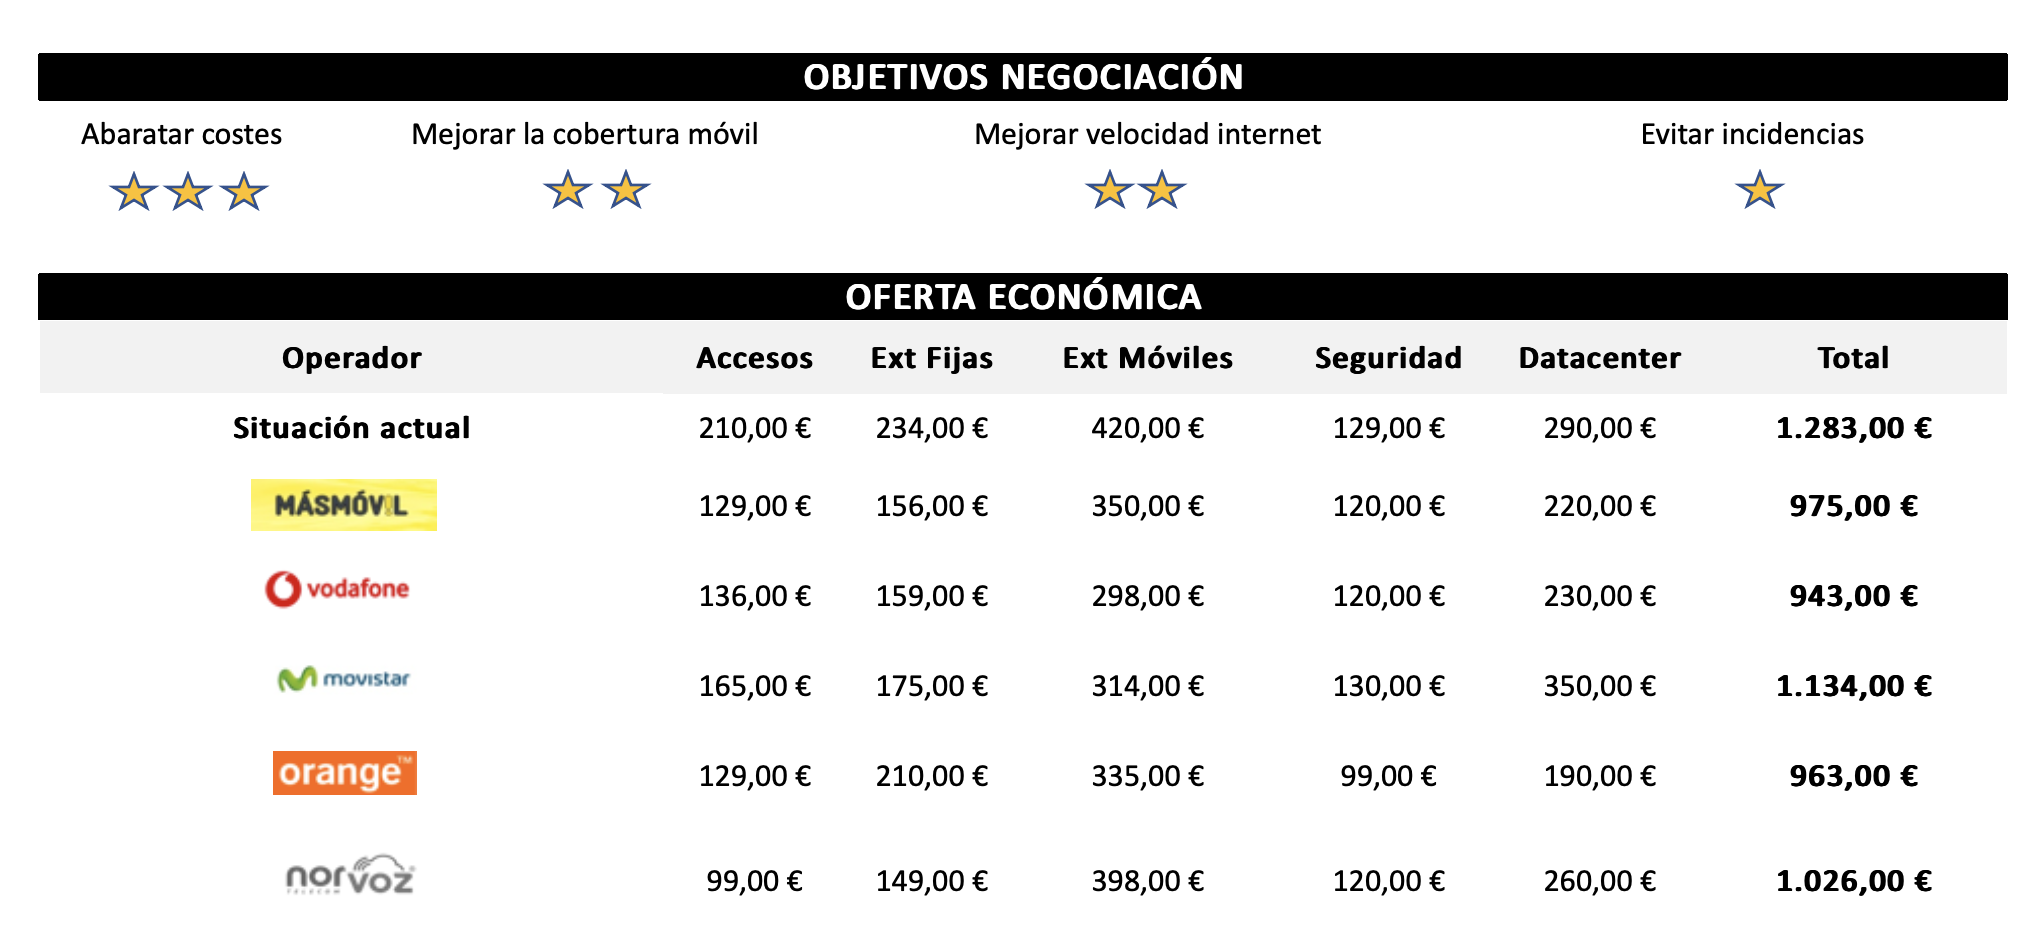 OBJETIVOS NEGOCIACIÓN
Abaratar costes Mejorar la cobertura móvil Mejorar velocidad internet Evitar incidencias
OFERTA ECONÓMICA
Operador Accesos Ext Fijas Ext Móviles Seguridad Datacenter Total
Situación actual 210,00 € 234,00 € 420,00 € 129,00 € 290,00 € 1.283,00 €
MÁSMÓVIL 129,00 € 156,00 € 350,00 € 120,00 € 220,00 € 975,00 €
vodafone 136,00 € 159,00 € 298,00 € 120,00 € 230,00 € 943,00 €
movistar 165,00 € 175,00 € 314,00 € 130,00 € 350,00 € 1.134,00 €
orange™ 129,00 € 210,00 € 335,00 € 99,00 € 190,00 € 963,00 €
norvoz 99,00 € 149,00 € 398,00 € 120,00 € 260,00 € 1.026,00 €
TELECOM